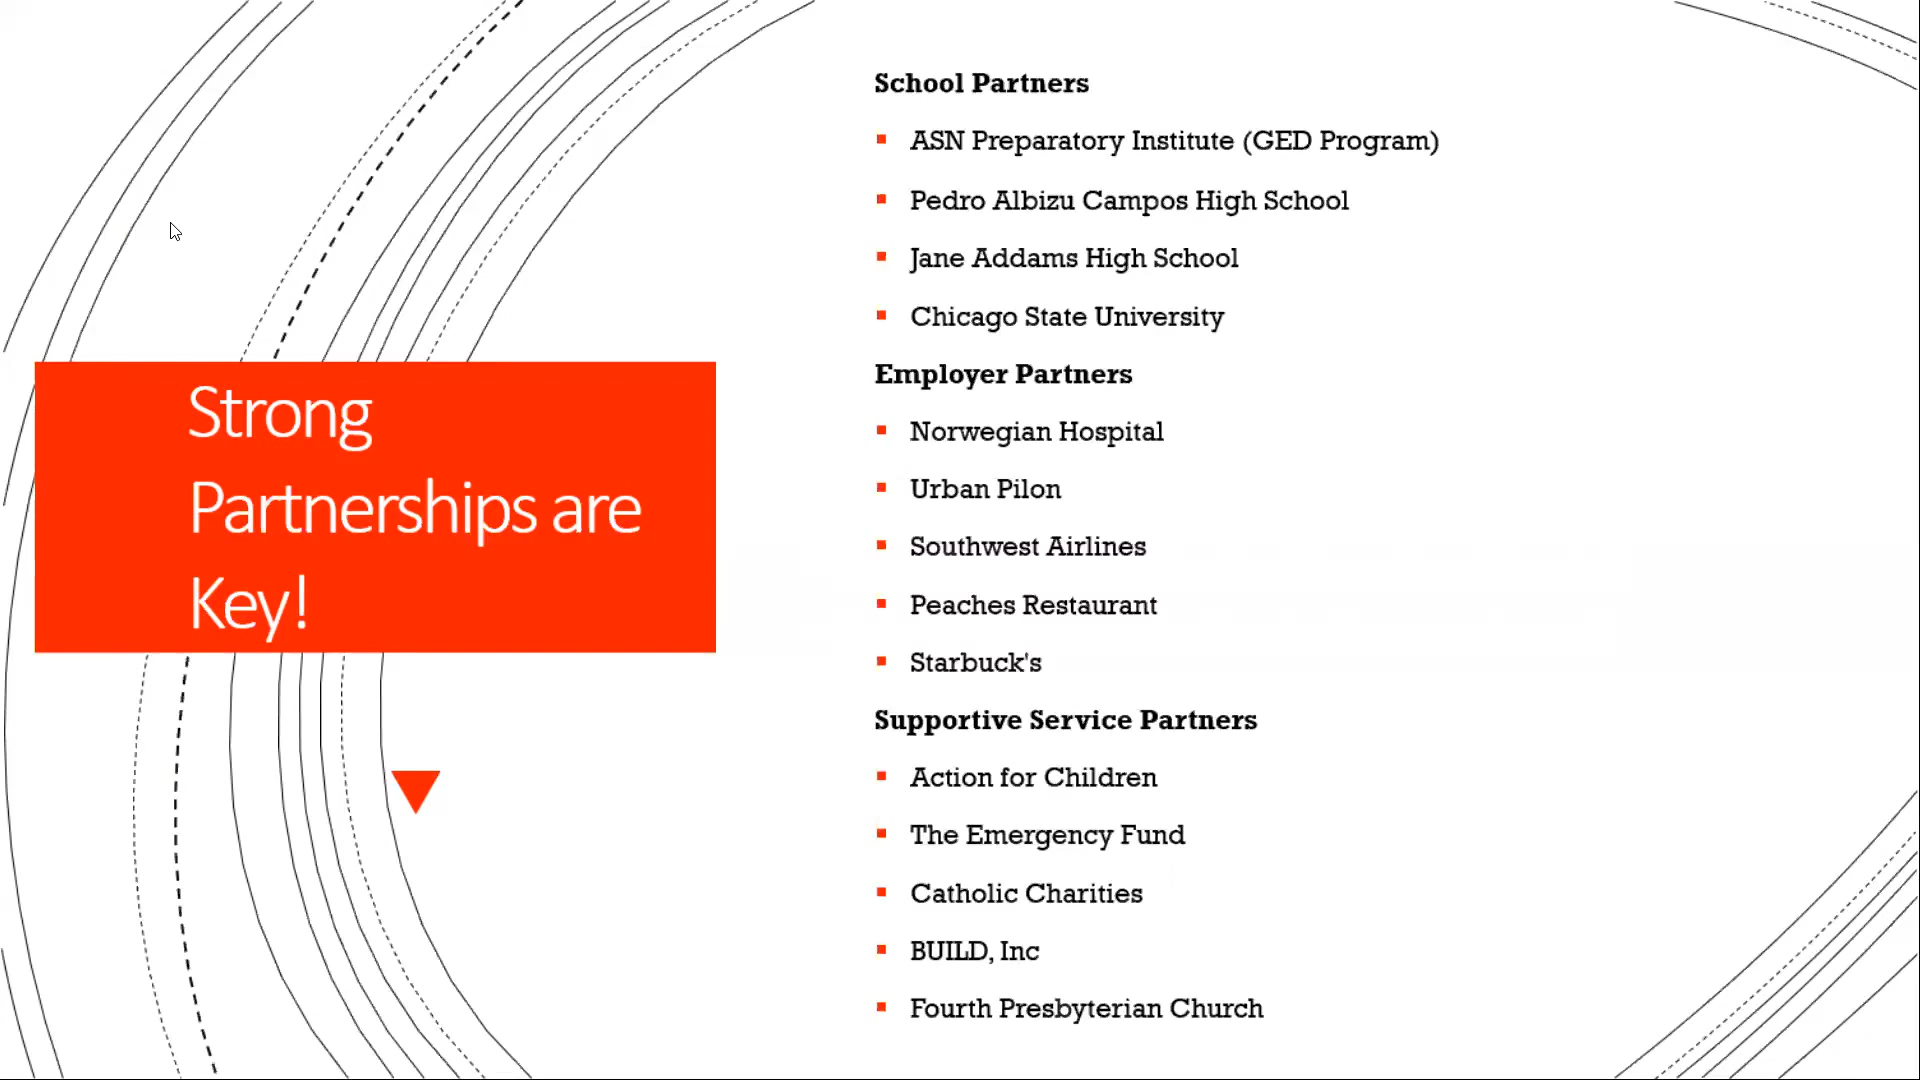 Strong
Partnerships are
Key!
School Partners
ASN Preparatory Institute (GED Program)
Pedro Albizu Campos High School
Jane Addams High School
Chicago State University
Employer Partners
Norwegian Hospital
Urban Pilon
Southwest Airlines
Peaches Restaurant
Starbuck's
Supportive Service Partners
Action for Children
The Emergency Fund
Catholic Charities
BUILD, Inc
Fourth Presbyterian Church